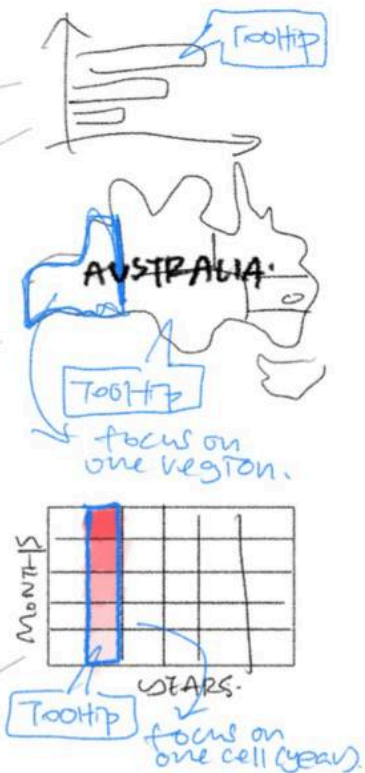 Tooltip
AUSTRALIA.
Tooltip
focus on
one region.
MONTHS
YEARS.
Tooltip
focus on
one cell (year).